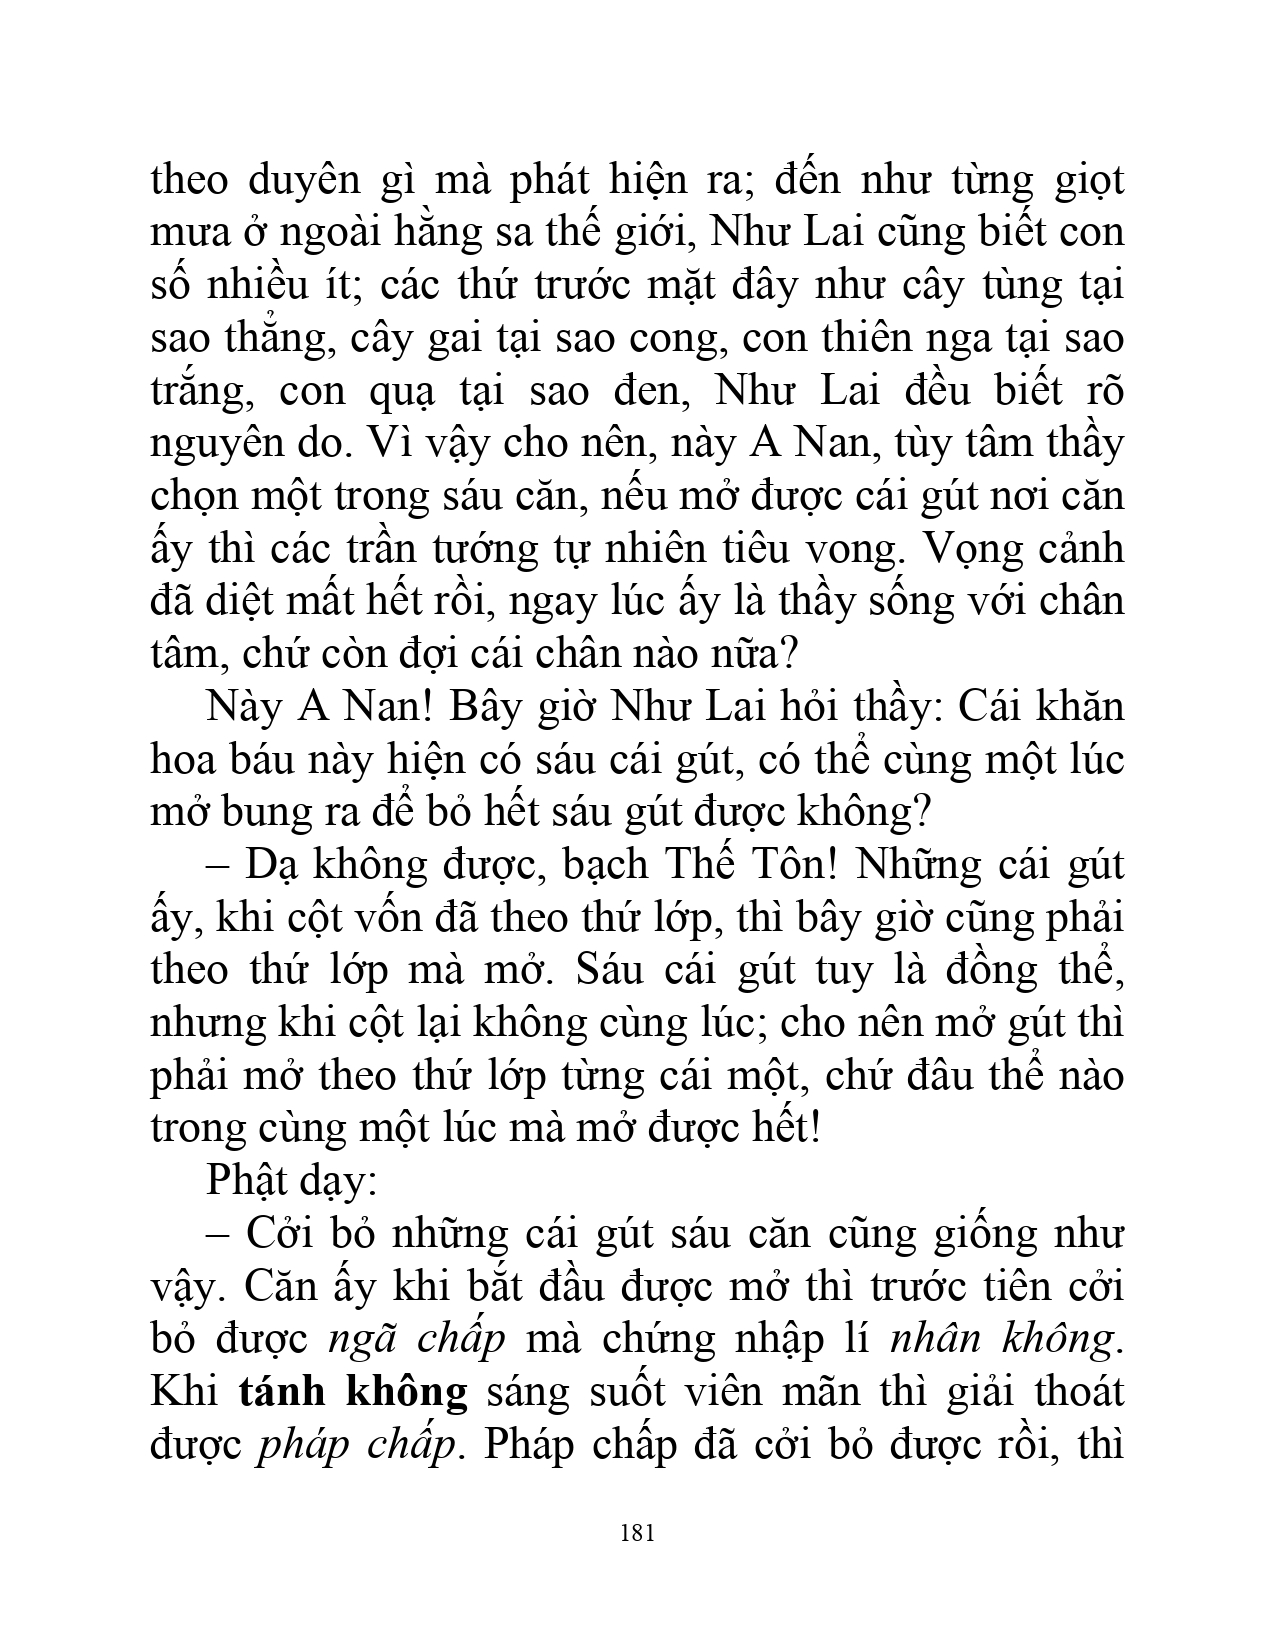 theo duyên gì mà phát hiện ra; đến như từng giọt
mưa ở ngoài hằng sa thế giới, Như Lai cũng biết con
số nhiều ít; các thứ trước mặt đây như cây tùng tại
sao thẳng, cây gai tại sao cong, con thiên nga tại sao
trắng, con quạ tại sao đen, Như Lai đều biết rõ
nguyên do. Vì vậy cho nên, này A Nan, tùy tâm thầy
chọn một trong sáu căn, nếu mở được cái gút nơi căn
ấy thì các trần tướng tự nhiên tiêu vong. Vọng cảnh
đã diệt mất hết rồi, ngay lúc ấy là thầy sống với chân
tâm, chứ còn đợi cái chân nào nữa?
Này A Nan! Bây giờ Như Lai hỏi thầy: Cái khăn
hoa báu này hiện có sáu cái gút, có thể cùng một lúc
mở bung ra để bỏ hết sáu gút được không?
– Dạ không được, bạch Thế Tôn! Những cái gút
ấy, khi cột vốn đã theo thứ lớp, thì bây giờ cũng phải
theo thứ lớp mà mở. Sáu cái gút tuy là đồng thể,
nhưng khi cột lại không cùng lúc; cho nên mở gút thì
phải mở theo thứ lớp từng cái một, chứ đâu thể nào
trong cùng một lúc mà mở được hết!
Phật dạy:
– Cởi bỏ những cái gút sáu căn cũng giống như
vậy. Căn ấy khi bắt đầu được mở thì trước tiên cởi
bỏ được ngã chấp mà chứng nhập lí nhân không.
Khi tánh không sáng suốt viên mãn thì giải thoát
được pháp chấp. Pháp chấp đã cởi bỏ được rồi, thì
181